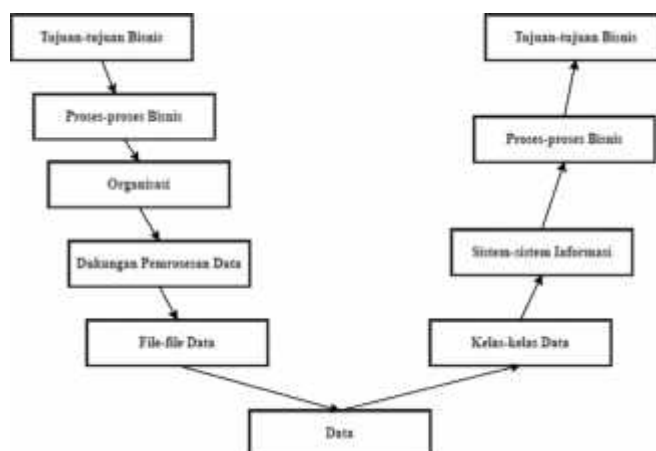 Tujuan-tujuan Bisnis
Proses-proses Bisnis
Organisasi
Dukungan Pemrosesan Data
File-file Data
Data
Kelas-kelas Data
Sistem-sistem Informasi
Proses-proses Bisnis
Tujuan-tujuan Bisnis